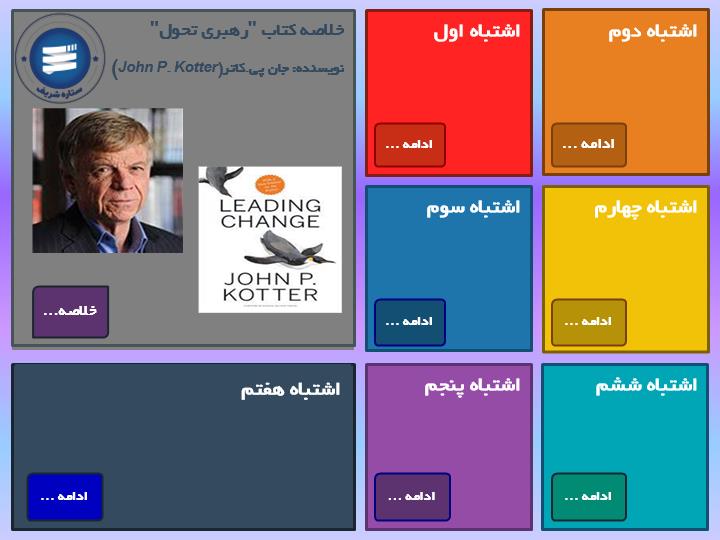 خلاصه کتاب "رهبری تحول"
نویسنده: جان پی.کاتر(John P. Kotter)
ستاره شریف
LEADING
CHANGE
JOHN P.
KOTTER
خلاصه...
اشتباه اول
ادامه ...
اشتباه دوم
ادامه ...
اشتباه سوم
ادامه ...
اشتباه چهارم
ادامه ...
اشتباه پنجم
ادامه ...
اشتباه ششم
ادامه ...
اشتباه هفتم
ادامه ...